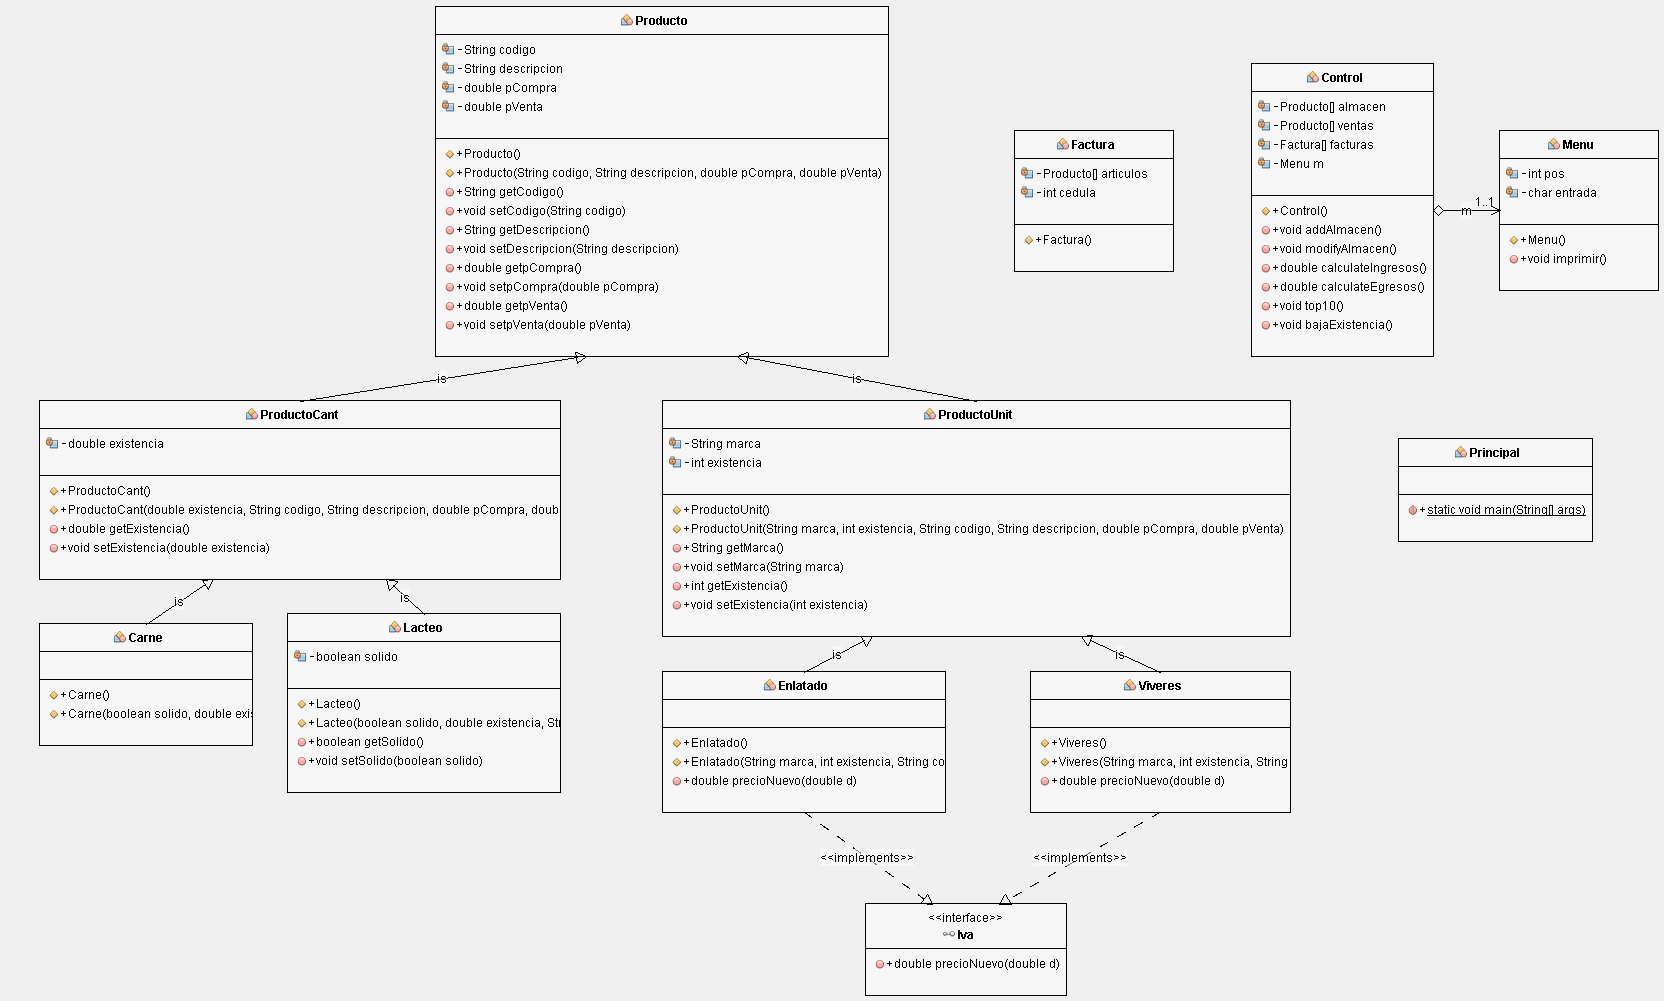 Producto
-String codigo
-String descripcion
-double pCompra
-double pVenta
+Producto()
+Producto(String codigo, String descripcion, double pCompra, double pVenta)
+String getCodigo()
+void setCodigo(String codigo)
+String getDescripcion()
+void setDescripcion(String descripcion)
+double getpCompra()
+void setpCompra(double pCompra)
+double getpVenta()
+void setpVenta(double pVenta)
Factura
-Producto[] articulos
-int cedula
+Factura()
Control
-Producto[] almacen
-Producto[] ventas
-Factura[] facturas
-Menu m
+Control()
+void addAlmacen()
+void modifyAlmacen()
+double calculateIngresos()
+double calculateEgresos()
+void top10()
+void bajaExistencia()
m
1..1
Menu
-int pos
-char entrada
+Menu()
+void imprimir()
is
is
ProductoCant
-double existencia
+ProductoCant()
+ProductoCant(double existencia, String codigo, String descripcion, double pCompra, doub
+double getExistencia()
+void setExistencia(double existencia)
ProductoUnit
-String marca
-int existencia
+ProductoUnit()
+ProductoUnit(String marca, int existencia, String codigo, String descripcion, double pCompra, double pVenta)
+String getMarca()
+void setMarca(String marca)
+int getExistencia()
+void setExistencia(int existencia)
Principal
+static void main(String[] args)
is
is
Carne
+Carne()
+Carne(boolean solido, double exi
Lacteo
-boolean solido
+Lacteo()
+Lacteo(boolean solido, double existencia, Str
+boolean getSolido()
+void setSolido(boolean solido)
is
is
Enlatado
+Enlatado()
+Enlatado(String marca, int existencia, String co
+double precioNuevo(double d)
Viveres
+Viveres()
+Viveres(String marca, int existencia, String
+double precioNuevo(double d)
<<implements>>
<<implements>>
<<interface>>
Iva
+double precioNuevo(double d)